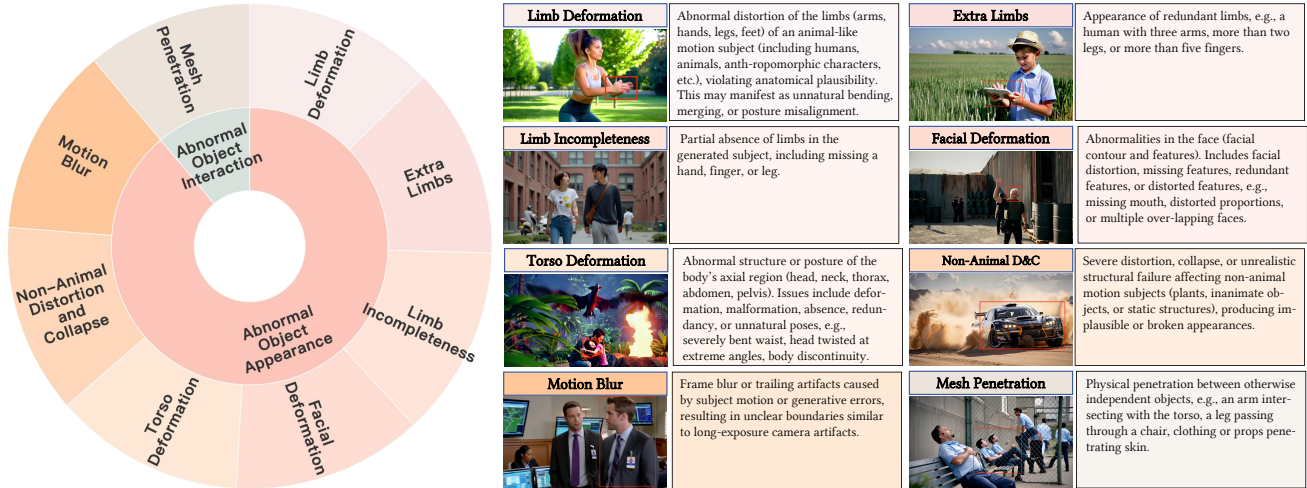 Mesh
Penetration
Limb
Deformation
Extra
Limbs
Limb
Incompleteness
Facial
Deformation
Torso
Deformation
Non-Animal
Distortion
and
Collapse
Motion
Blur
Abnormal
Object
Interaction
Abnormal
Object
Appearance
Limb Deformation
Abnormal distortion of the limbs (arms,
hands, legs, feet) of an animal-like
motion subject (including humans,
animals, anth-ropomorphic characters,
etc.), violating anatomical plausibility.
This may manifest as unnatural bending,
merging, or posture misalignment.
Extra Limbs
Appearance of redundant limbs, e.g., a
human with three arms, more than two
legs, or more than five fingers.
Limb Incompleteness
Partial absence of limbs in the
generated subject, including missing a
hand, finger, or leg.
Facial Deformation
Abnormalities in the face (facial
contour and features). Includes facial
distortion, missing features, redundant
features, or distorted features, e.g.,
missing mouth, distorted proportions,
or multiple over-lapping faces.
Torso Deformation
Abnormal structure or posture of the
body's axial region (head, neck, thorax,
abdomen, pelvis). Issues include defor-
mation, malformation, absence, redun-
dancy, or unnatural poses, e.g.,
severely bent waist, head twisted at
extreme angles, body discontinuity.
Non-Animal D&C
Severe distortion, collapse, or unrealistic
structural failure affecting non-animal
motion subjects (plants, inanimate ob-
jects, or static structures), producing im-
plausible or broken appearances.
Motion Blur
Frame blur or trailing artifacts caused
by subject motion or generative errors,
resulting in unclear boundaries similar
to long-exposure camera artifacts.
Mesh Penetration
Physical penetration between otherwise
independent objects, e.g., an arm inter-
secting with the torso, a leg passing
through a chair, clothing or props pene-
trating skin.